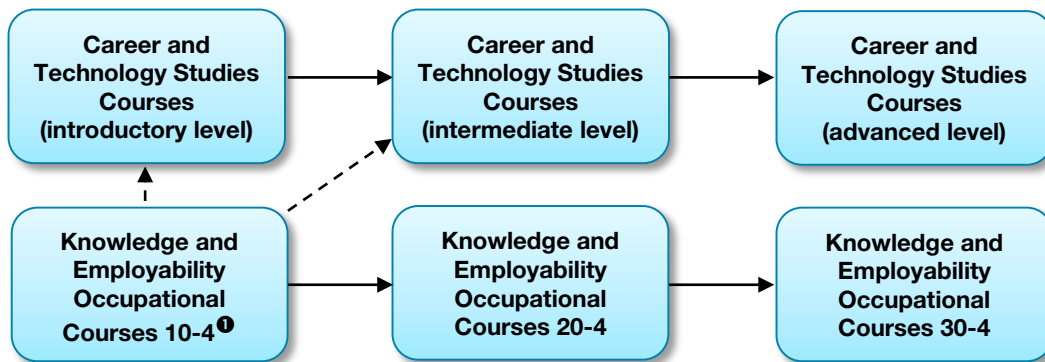 Career and
Technology Studies
Courses
(introductory level)
Career and
Technology Studies
Courses
(intermediate level)
Career and
Technology Studies
Courses
(advanced level)
Knowledge and
Employability
Occupational
Courses 10-4❶
Knowledge and
Employability
Occupational
Courses 20-4
Knowledge and
Employability
Occupational
Courses 30-4